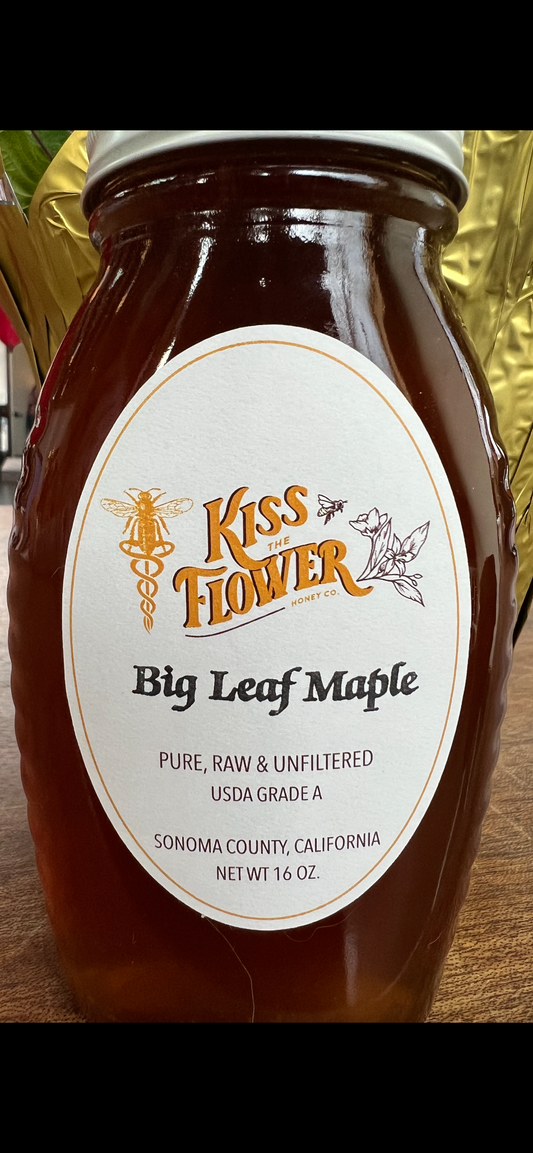 KISS
THE
FLOWER
HONEY CO.
Big Leaf Maple
PURE, RAW & UNFILTERED
USDA GRADE A
SONOMA COUNTY, CALIFORNIA
NET WT 16 OZ.